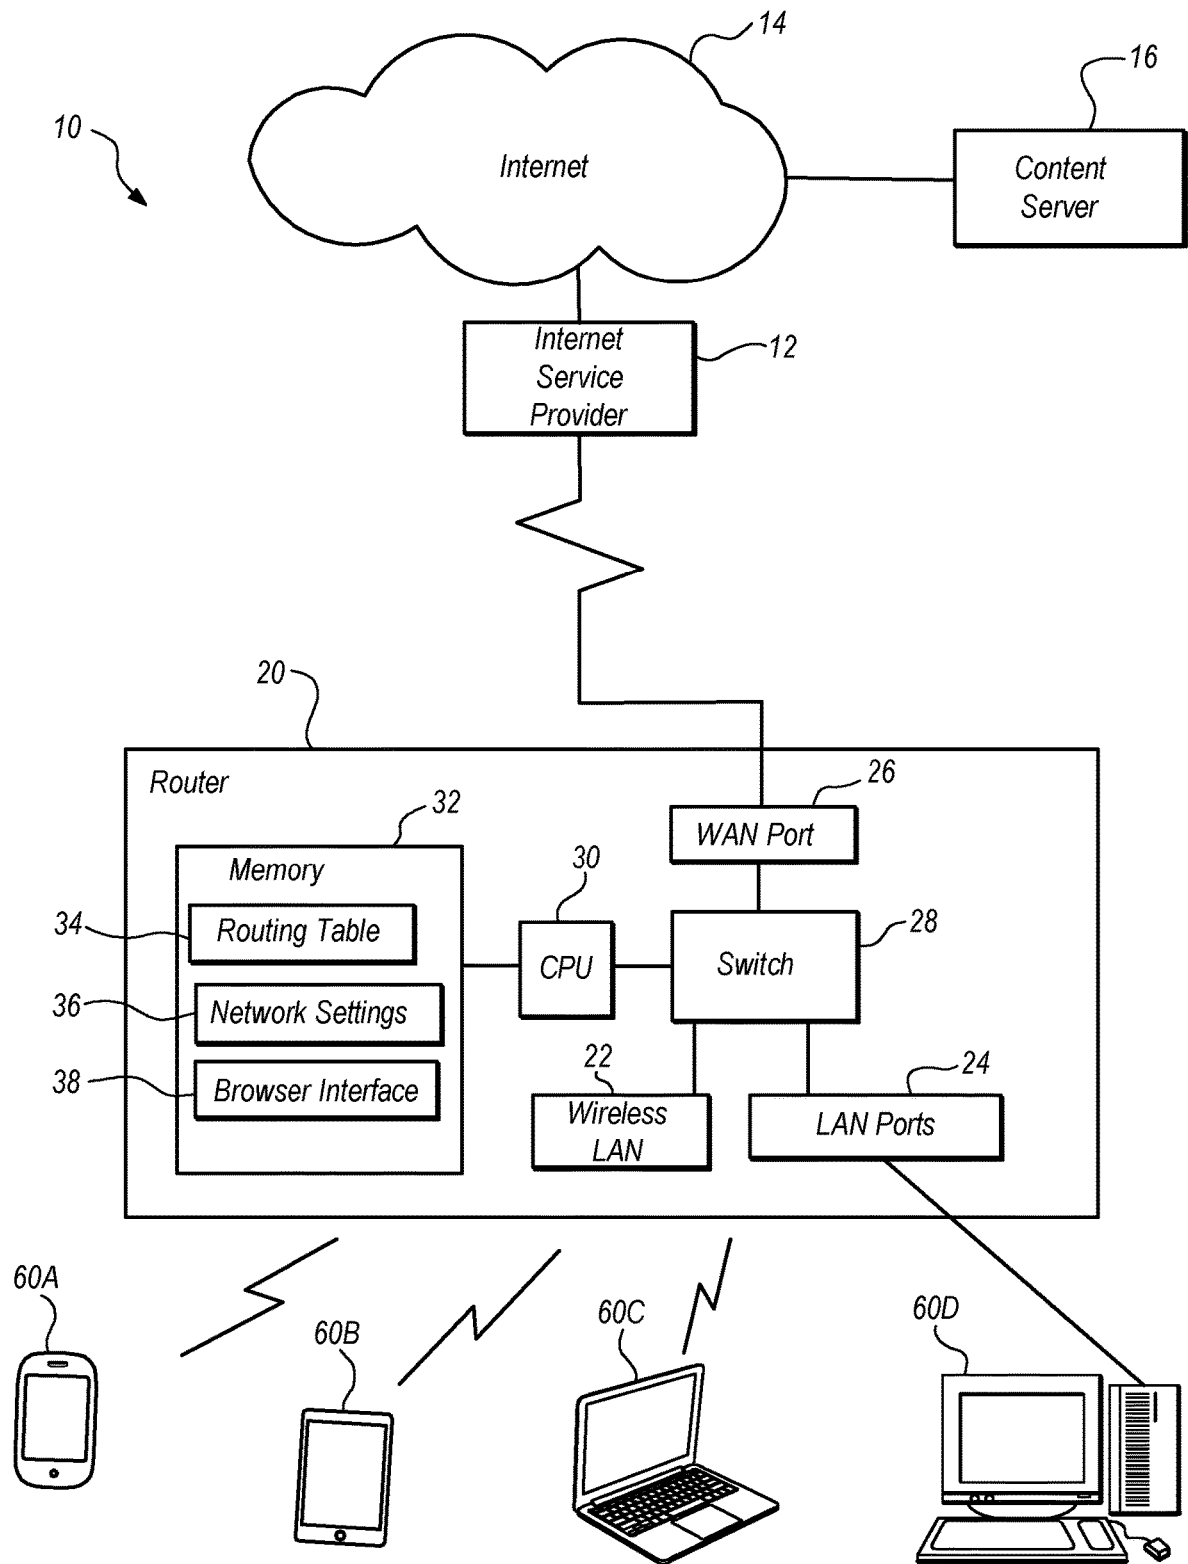 14
16
10
Internet
Content
Server
Internet
Service
Provider
12
20
Router
26
32
WAN Port
Memory
30
34
Routing Table
28
CPU
Switch
36
Network Settings
22
24
38
Browser Interface
Wireless
LAN
LAN Ports
60A
60B
60C
60D